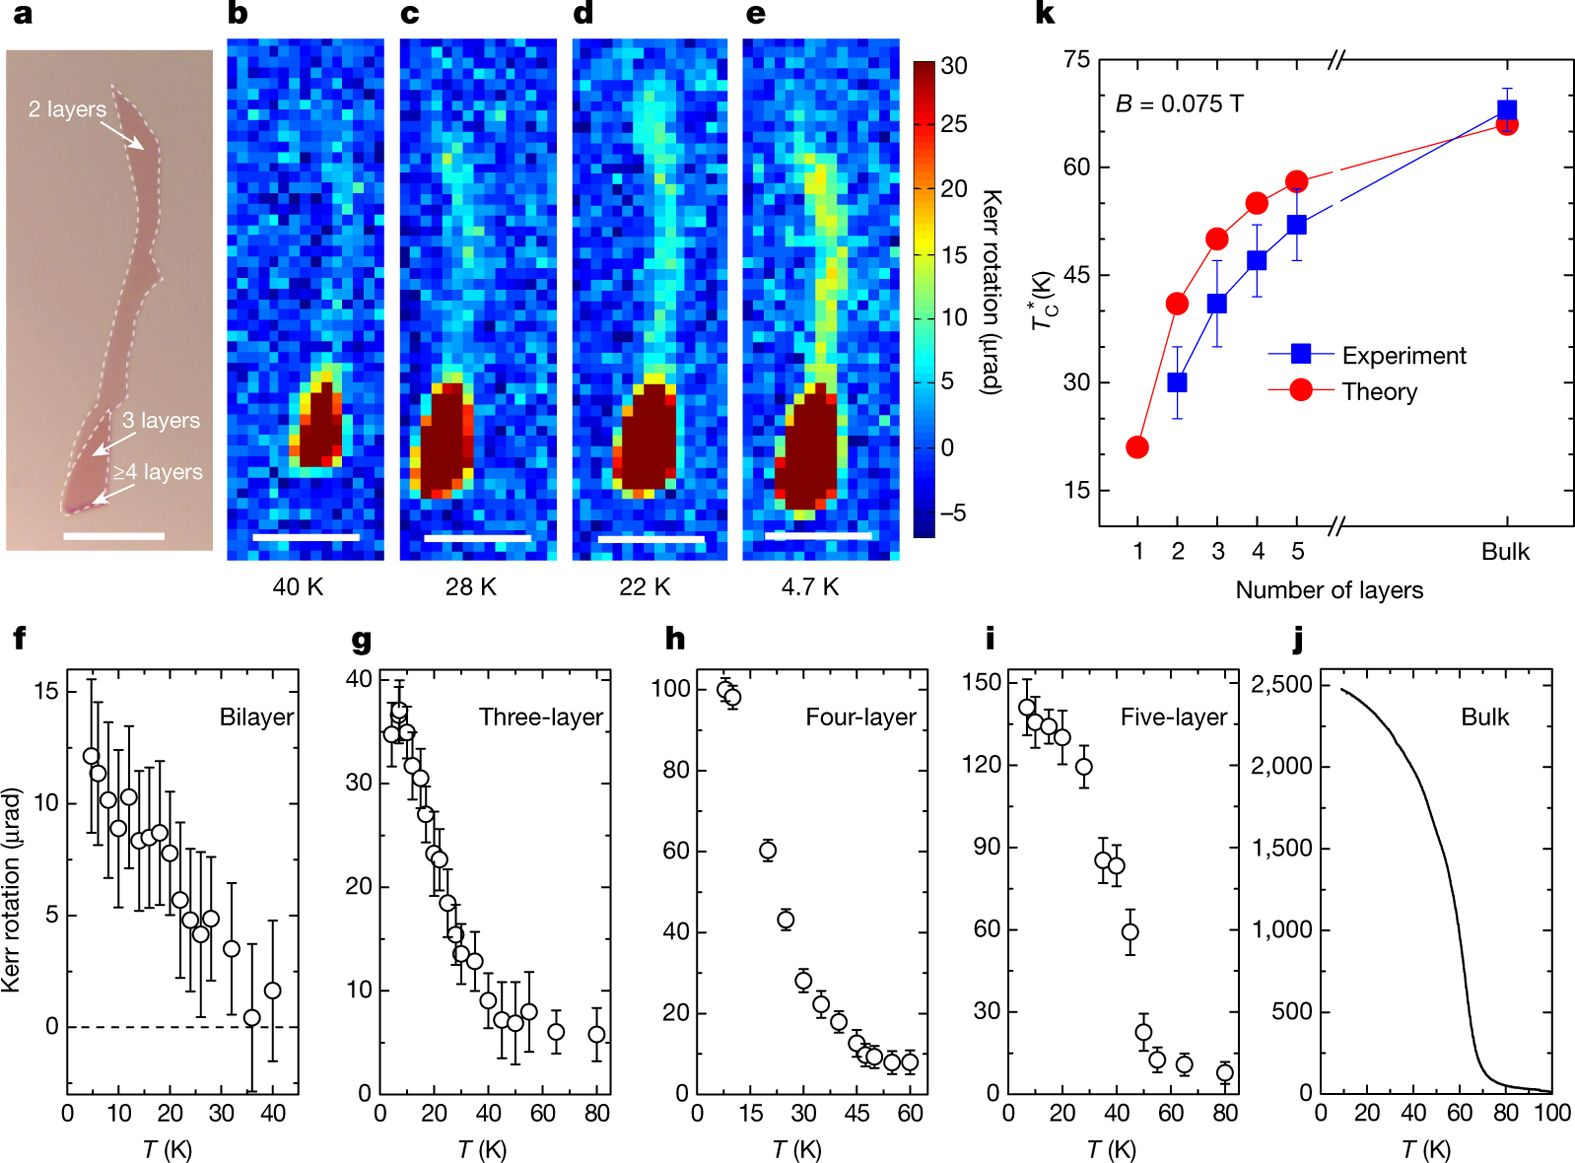 a
b
c
d
e
k
2 layers
3 layers
≥4 layers
40 K
28 K
22 K
4.7 K
30
25
20
15
10
5
0
–5
Kerr rotation (μrad)
75
60
45
30
15
T_C* (K)
B = 0.075 T
Experiment
Theory
1 2 3 4 5 Bulk
Number of layers
f
g
h
i
j
Kerr rotation (μrad)
15
10
5
0
Bilayer
0 10 20 30 40
T (K)
40
30
20
10
0
Three-layer
0 20 40 60 80
T (K)
100
80
60
40
20
0
Four-layer
0 15 30 45 60
T (K)
150
120
90
60
30
0
Five-layer
0 20 40 60 80
T (K)
2,500
2,000
1,500
1,000
500
0
Bulk
0 20 40 60 80 100
T (K)